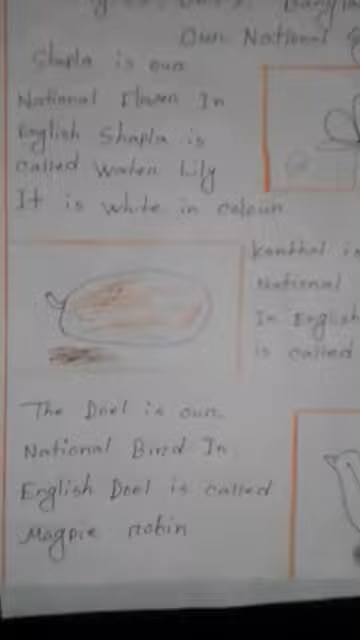 Own National
Shapla is our
National Flower In
English Shapla is
called Water Lily
It is white in colour
Kanthal is
National
In English
is called
The Doel is our
National Bird In
English Doel is called
Magpie robin